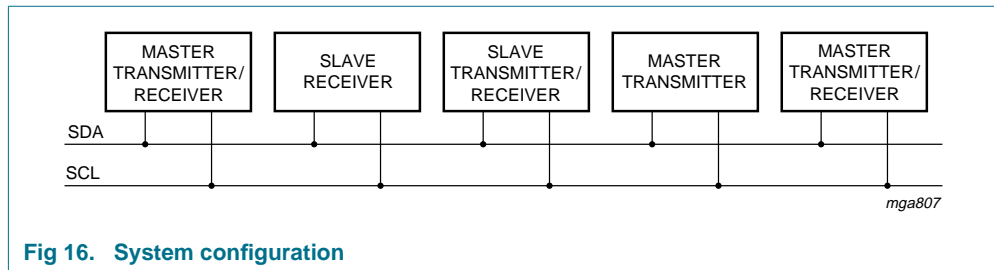 MASTER
TRANSMITTER/
RECEIVER
SLAVE
RECEIVER
SLAVE
TRANSMITTER/
RECEIVER
MASTER
TRANSMITTER
MASTER
TRANSMITTER/
RECEIVER
SDA
SCL
mga807
Fig 16. System configuration